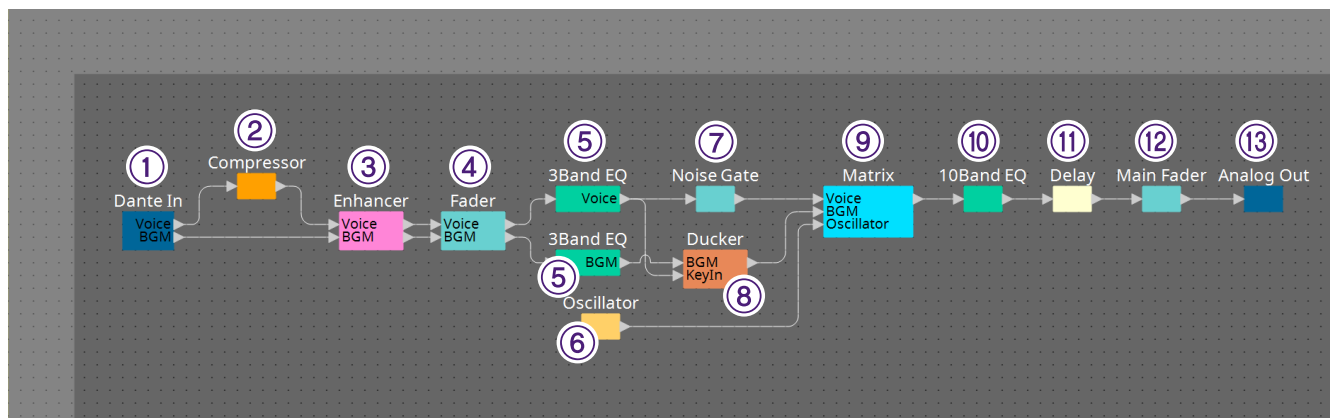 ①
Dante In
Voice
BGM
②
Compressor
③
Enhancer
Voice
BGM
④
Fader
Voice
BGM
⑤
3Band EQ
Voice
3Band EQ
BGM
⑤
Oscillator
⑥
⑦
Noise Gate
Ducker
BGM
KeyIn
⑧
⑨
Matrix
Voice
BGM
Oscillator
⑩
10Band EQ
⑪
Delay
⑫
Main Fader
⑬
Analog Out